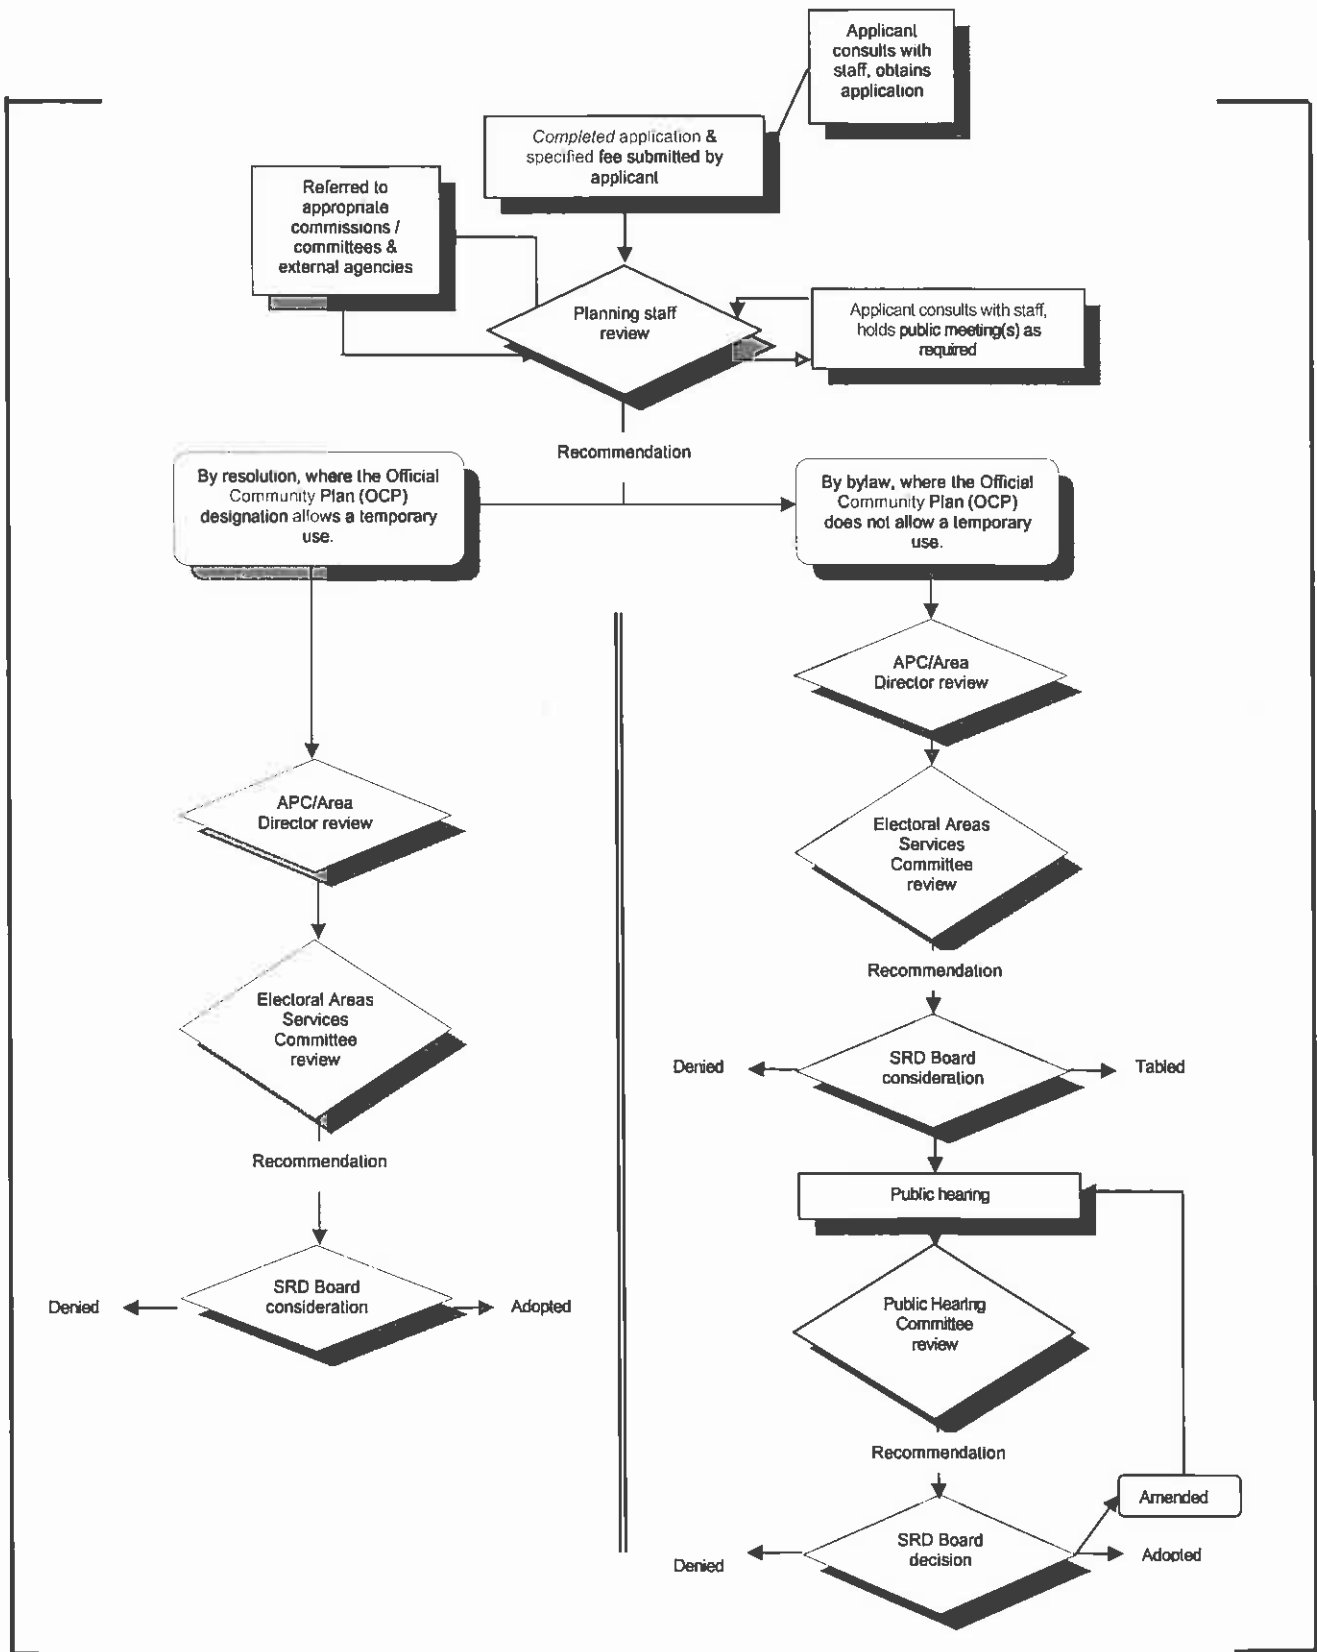 Applicant
consults with
staff, obtains
application
Completed application &
specified fee submitted by
applicant
Referred to
appropriate
commissions /
committees &
external agencies
Planning staff
review
Applicant consults with staff,
holds public meeting(s) as
required
Recommendation
By resolution, where the Official
Community Plan (OCP)
designation allows a temporary
use.
By bylaw, where the Official
Community Plan (OCP)
does not allow a temporary
use.
APC/Area
Director review
Electoral Areas
Services
Committee
review
Recommendation
SRD Board
consideration
Denied
Adopted
APC/Area
Director review
Electoral Areas
Services
Committee
review
Recommendation
SRD Board
consideration
Denied
Tabled
Public hearing
Public Hearing
Committee
review
Recommendation
Amended
SRD Board
decision
Denied
Adopted